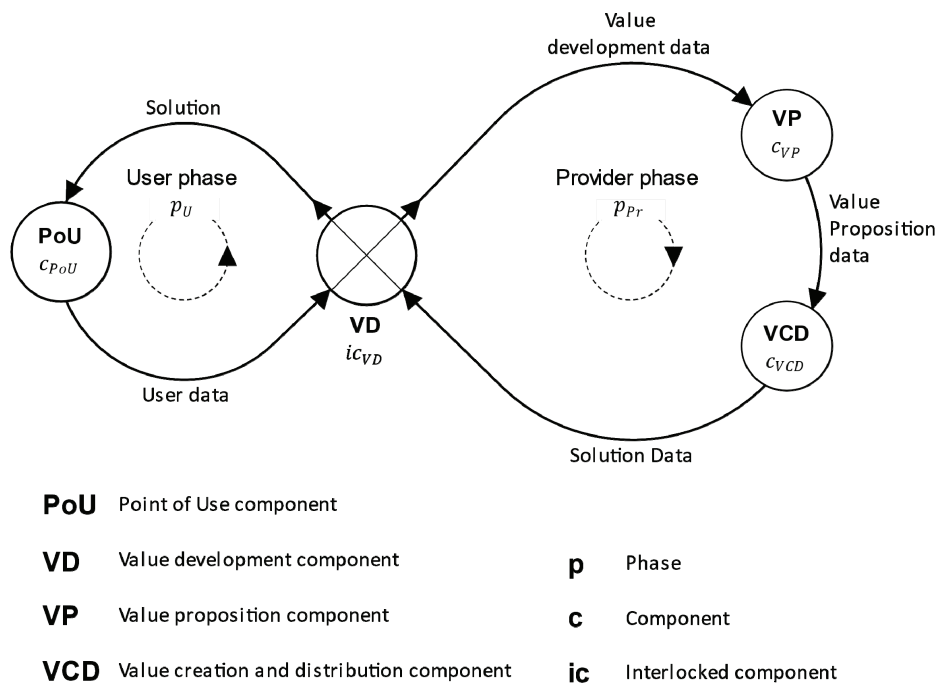 Value
development data
Solution
VP
c_VP
User phase
p_U
Provider phase
p_Pr
Value
Proposition
data
PoU
c_PoU
VD
ic_VD
VCD
c_VCD
User data
Solution Data
PoU Point of Use component
VD Value development component
p Phase
VP Value proposition component
c Component
VCD Value creation and distribution component
ic Interlocked component